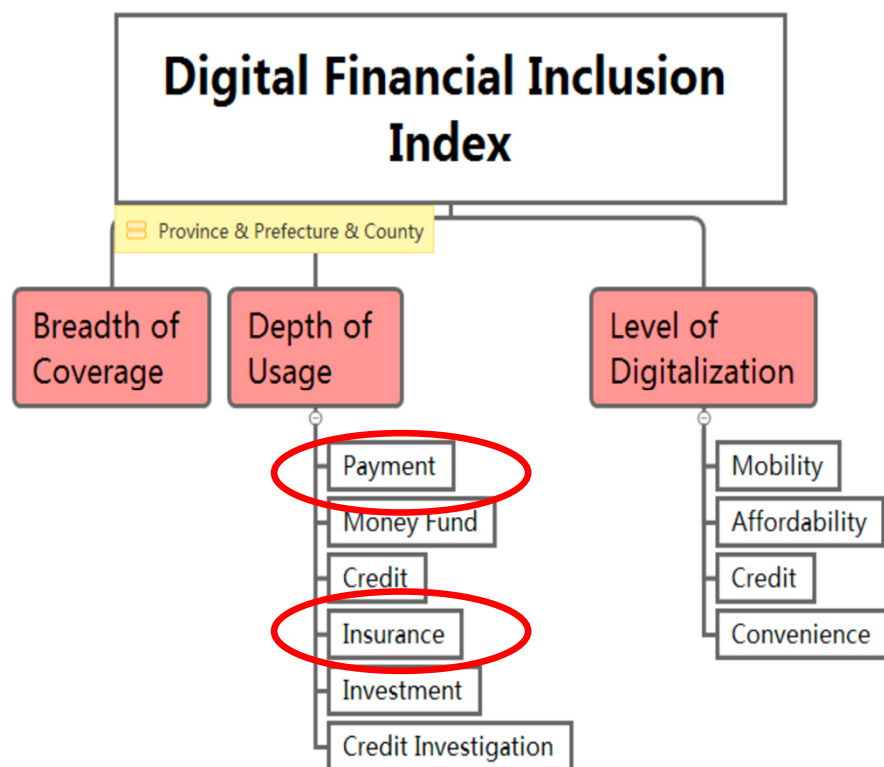 Digital Financial Inclusion
Index
Province & Prefecture & County
Breadth of
Coverage
Depth of
Usage
Level of
Digitalization
Payment
Money Fund
Credit
Insurance
Investment
Credit Investigation
Mobility
Affordability
Credit
Convenience